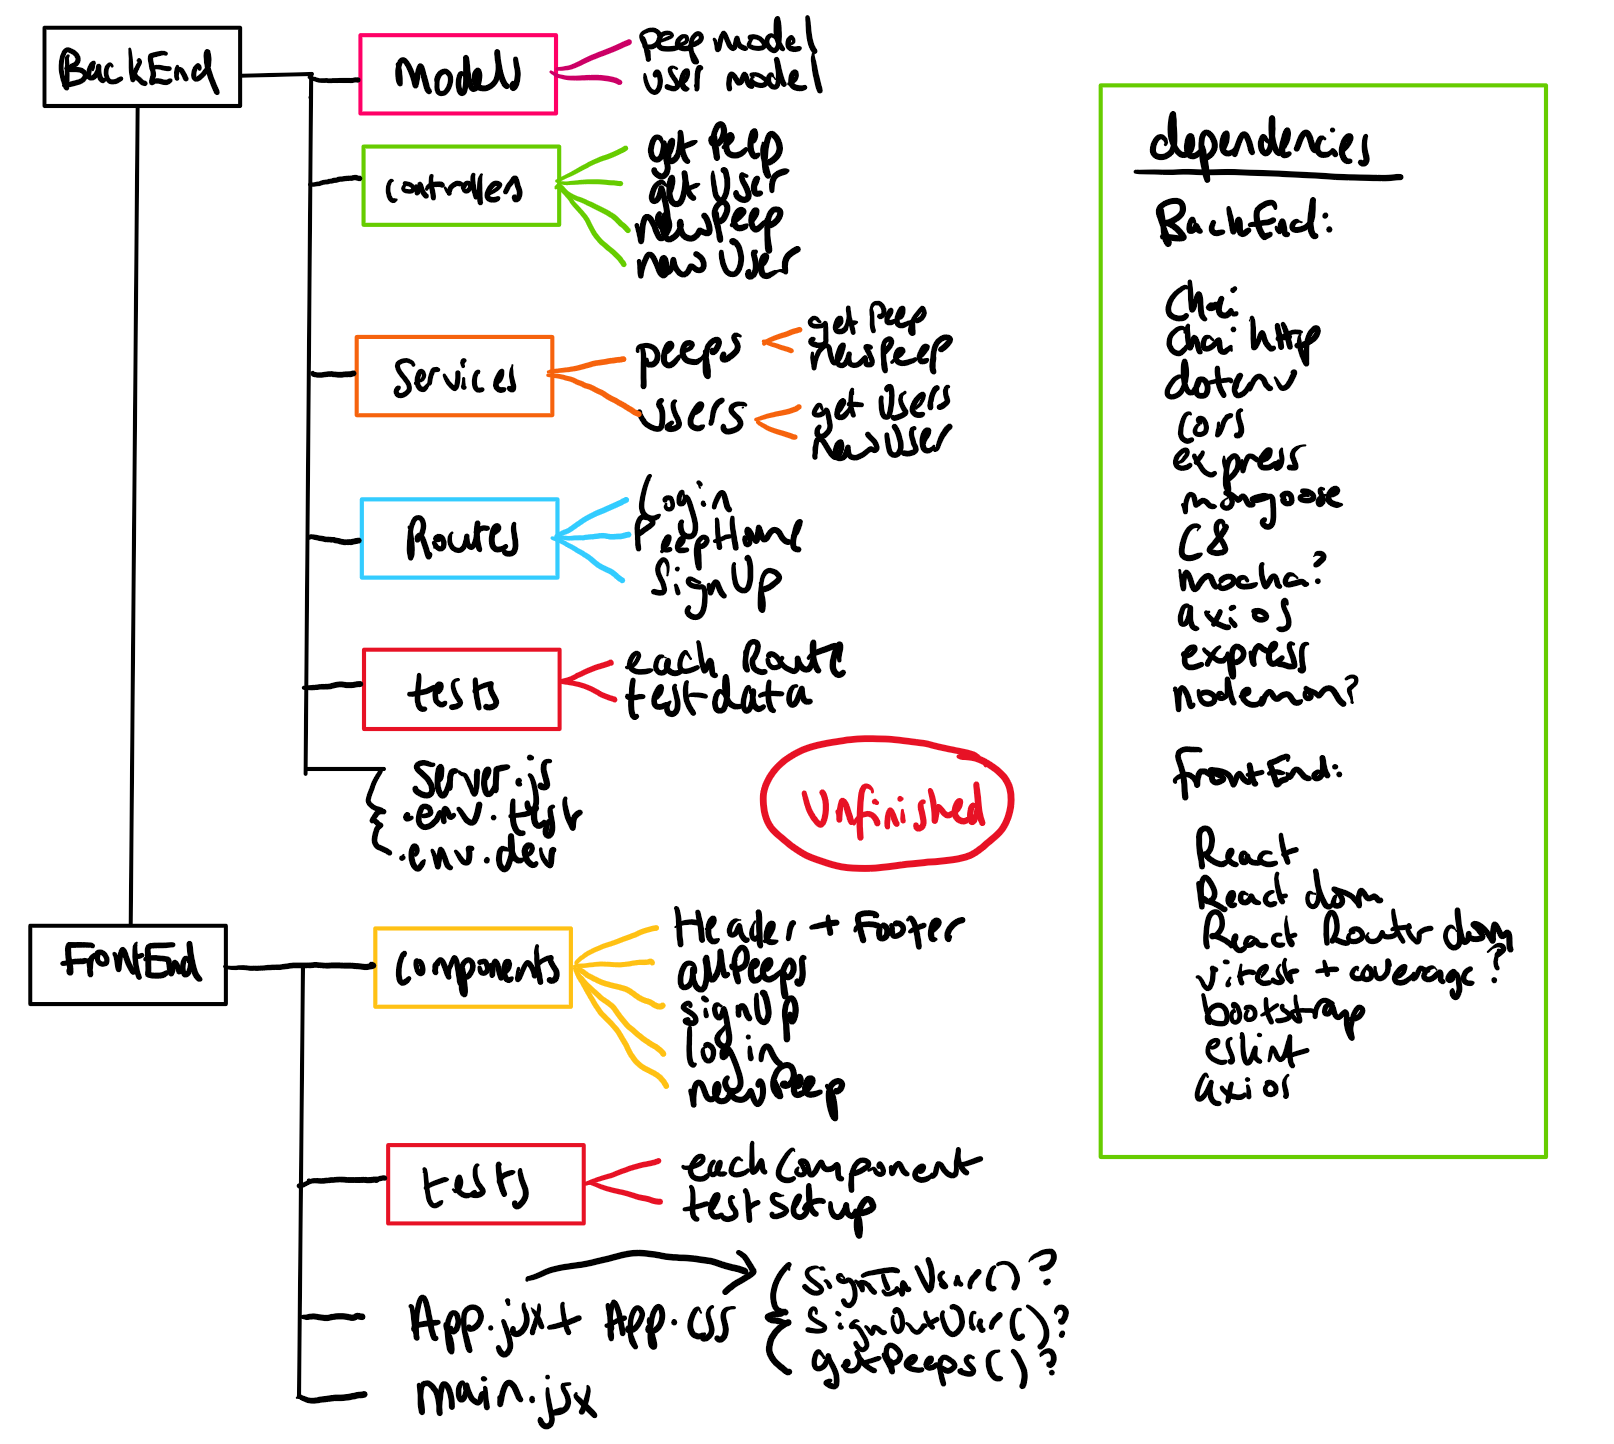 BackEnd
Models
peep model
user model
controllers
get Peep
get User
newPeep
new User
Services
peeps
get Peep
newPeep
users
get Users
New User
Routes
Login
PeepHome
SignUp
tests
each Route
test data
Server.js
.env.test
.env.dev
Unfinished
FrontEnd
Components
Header + Footer
allPeeps
signUp
login
newPeep
tests
each Component
test setup
App.jsx + App.css
SignInUser()?
SignOutUser()?
getPeeps()?
main.jsx
dependencies
BackEnd:
Chai
chai http
dotenv
cors
express
mongoose
C8
mocha?
axios
express
nodemon?
frontEnd:
React
React dom
React Router dom
vitest + coverage?
bootstrap
eslint
axios